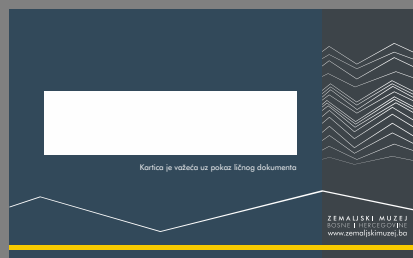 Kartica je važeća uz pokaz ličnog dokumenta
ZEMALJSKI MUZEJ
BOSNE I HERCEGOVINE
www.zemaljskimuzej.ba